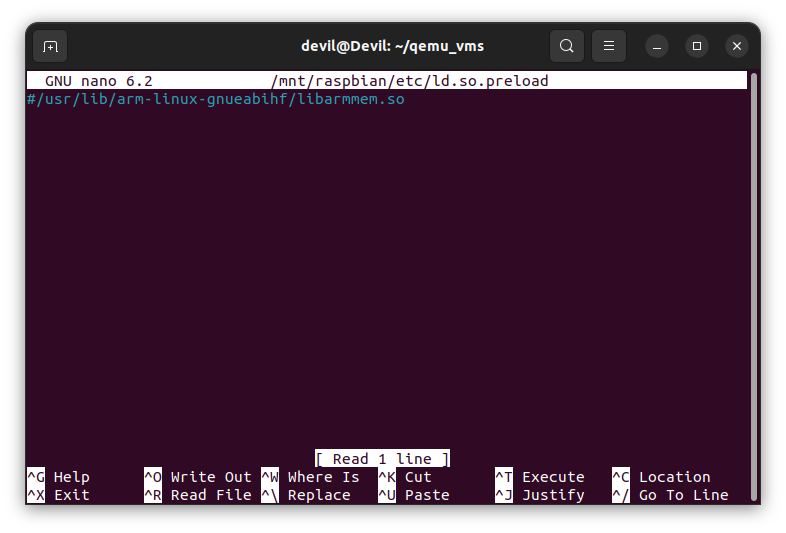 devil@Devil: ~/qemu_vms
GNU nano 6.2 /mnt/raspbian/etc/ld.so.preload
#/usr/lib/arm-linux-gnueabihf/libarmmem.so
[ Read 1 line ]
^G Help ^O Write Out ^W Where Is ^K Cut ^T Execute ^C Location
^X Exit ^R Read File ^\ Replace ^U Paste ^J Justify ^/ Go To Line